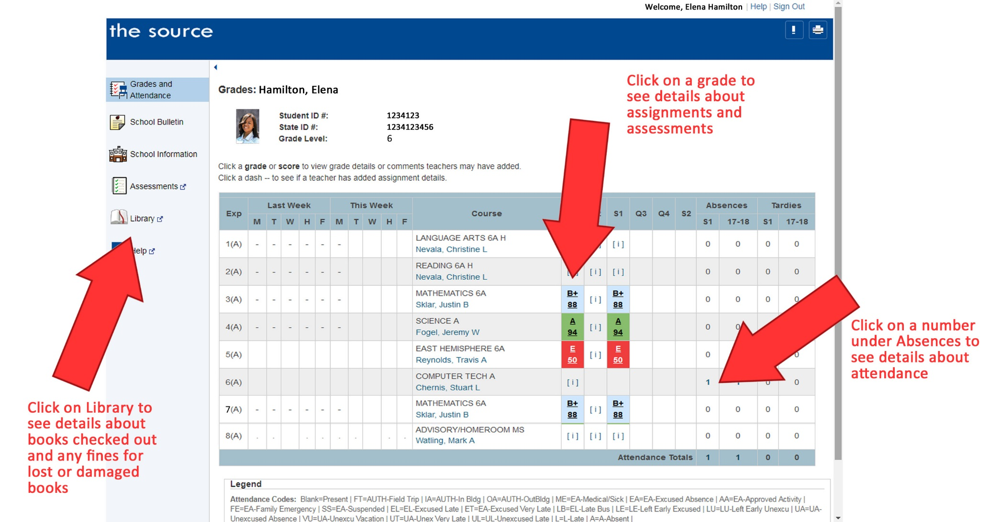 Welcome, Elena Hamilton | Help | Sign Out
the source
Grades and
Attendance
School Bulletin
School Information
Assessments
Library
Help
Grades: Hamilton, Elena
Student ID #: 1234123
State ID #: 1234123456
Grade Level: 6
Click a grade or score to view grade details or comments teachers may have added.
Click a dash -- to see if a teacher has added assignment details.
Click on a grade to
see details about
assignments and
assessments
Exp Last Week This Week Course S1 Q3 Q4 S2 Absences Tardies
M T W H F M T W H F S1 17-18 S1 17-18
1(A) - - - - - - LANGUAGE ARTS 6A H [ i ] 0 0 0 0
Nevala, Christine L
2(A) - - - - - - READING 6A H [ i ] [ i ] 0 0 0 0
Nevala, Christine L
3(A) - - - - - - MATHEMATICS 6A B+ [ i ] B+ 0 0 0 0
Sklar, Justin B 88 88
4(A) - - - - - - SCIENCE A A [ i ] A 0 0
Fogel, Jeremy W 94 94
5(A) EAST HEMISPHERE 6A E [ i ] E 0 0
Reynolds, Travis A 50 50
6(A) COMPUTER TECH A [ i ] 1 0 0
Chernis, Stuart L
7(A) - - - - - - MATHEMATICS 6A B+ [ i ] B+ 0 0 0 0
Sklar, Justin B 88 88
8(A) . . . . . . . . ADVISORY/HOMEROOM MS [ i ] [ i ] [ i ] 0 0 0 0
Watling, Mark A
Attendance Totals 1 1 0 0
Click on a number
under Absences to
see details about
attendance
Click on Library to
see details about
books checked out
and any fines for
lost or damaged
books
Legend
Attendance Codes: Blank=Present | FT=AUTH-Field Trip | IA=AUTH-In Bldg | OA=AUTH-OutBldg | ME=EA-Medical/Sick | EA=EA-Excused Absence | AA=EA-Approved Activity |
FE=EA-Family Emergency | SS=EA-Suspended | EL=EL-Excused Late | ET=EA-Excused Very Late | LB=EL-Late Bus | LE=LE-Left Early Excused | LU=LU-Left Early Unexcu | UA=UA-
Unexcused Absence | VU=UA-Unexcu Vacation | UT=UA-Unex Very Late | UL=UL-Unexcused Late | L=L-Late | A=A-Absent |